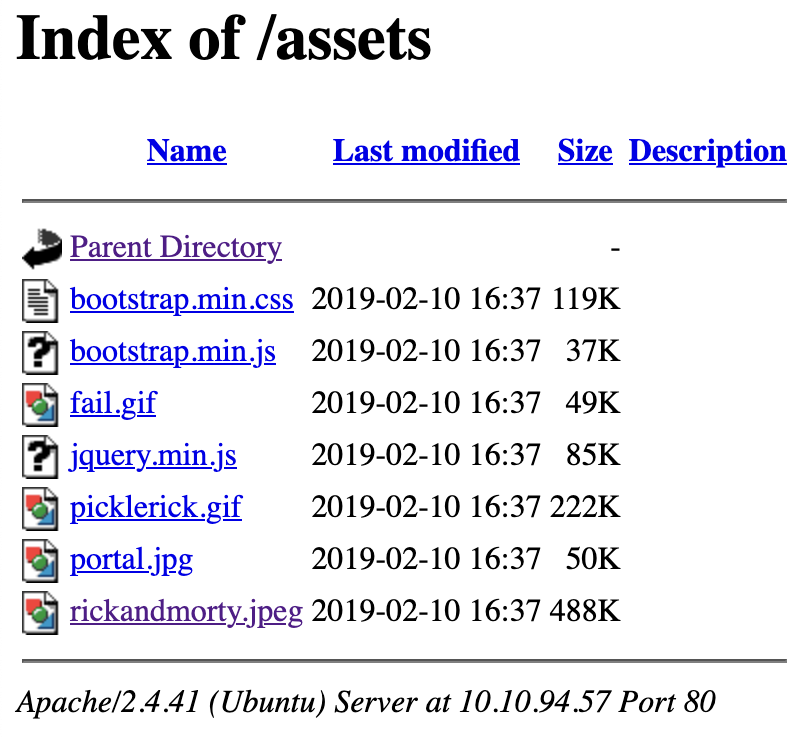 Index of /assets
Name Last modified Size Description
Parent Directory -
bootstrap.min.css 2019-02-10 16:37 119K
bootstrap.min.js 2019-02-10 16:37 37K
fail.gif 2019-02-10 16:37 49K
jquery.min.js 2019-02-10 16:37 85K
picklerick.gif 2019-02-10 16:37 222K
portal.jpg 2019-02-10 16:37 50K
rickandmorty.jpeg 2019-02-10 16:37 488K
Apache/2.4.41 (Ubuntu) Server at 10.10.94.57 Port 80